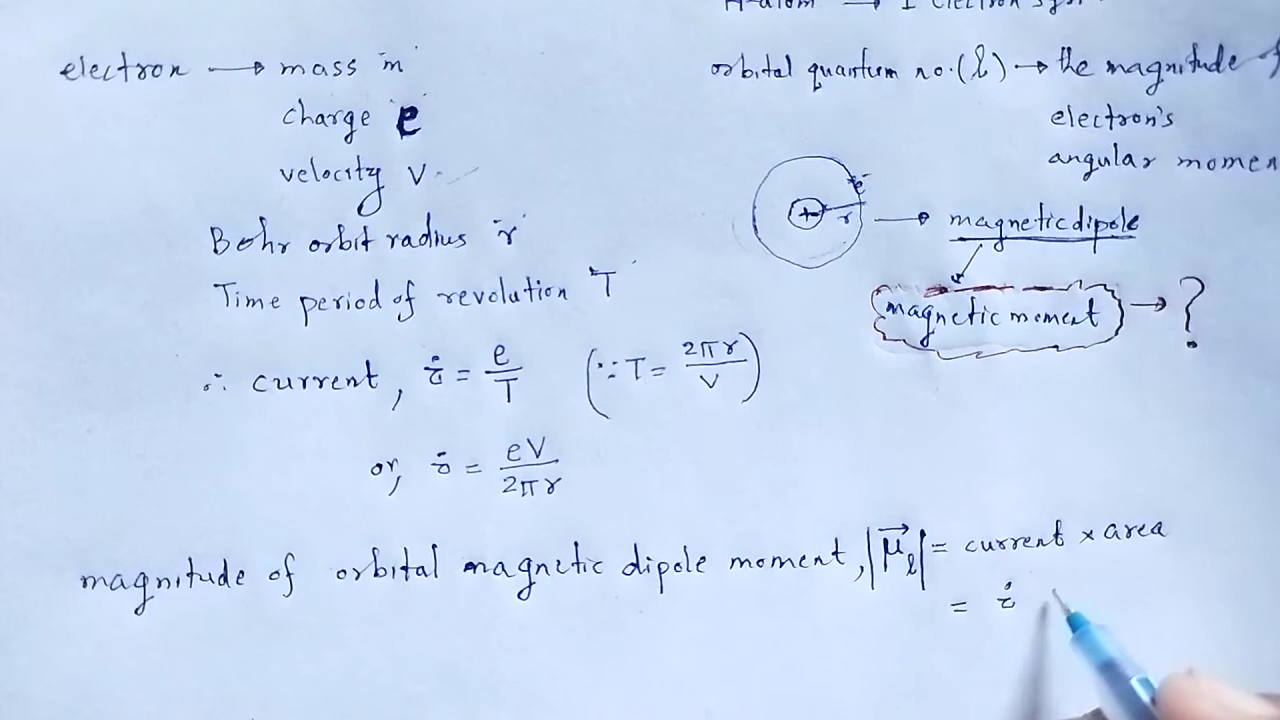 orbital quantum no. (l) → the magnitude of
electron's
angular
electron → mass 'm'
charge e
velocity v
Bohr orbit radius 'r'
Time period of revolution 'T'
∴ current, i = e/T (∵ T = 2πr/v)
or, i = ev/2πr
+ r e⁻ → magnetic dipole
magnetic moment → ?
magnitude of orbital magnetic dipole moment, |μ⃗l| = current × area
= i